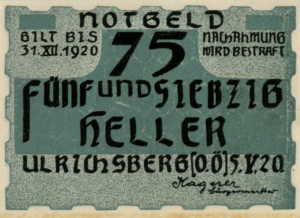 NOTGELD
GILT BIS
31.XII.1920
NACHAHMUNG
WIRD BESTRAFT
75
FÜNFUNDSIEBZIG
HELLER
ULRICHSBERG(O.Ö)5.V.20
Bürgermeister